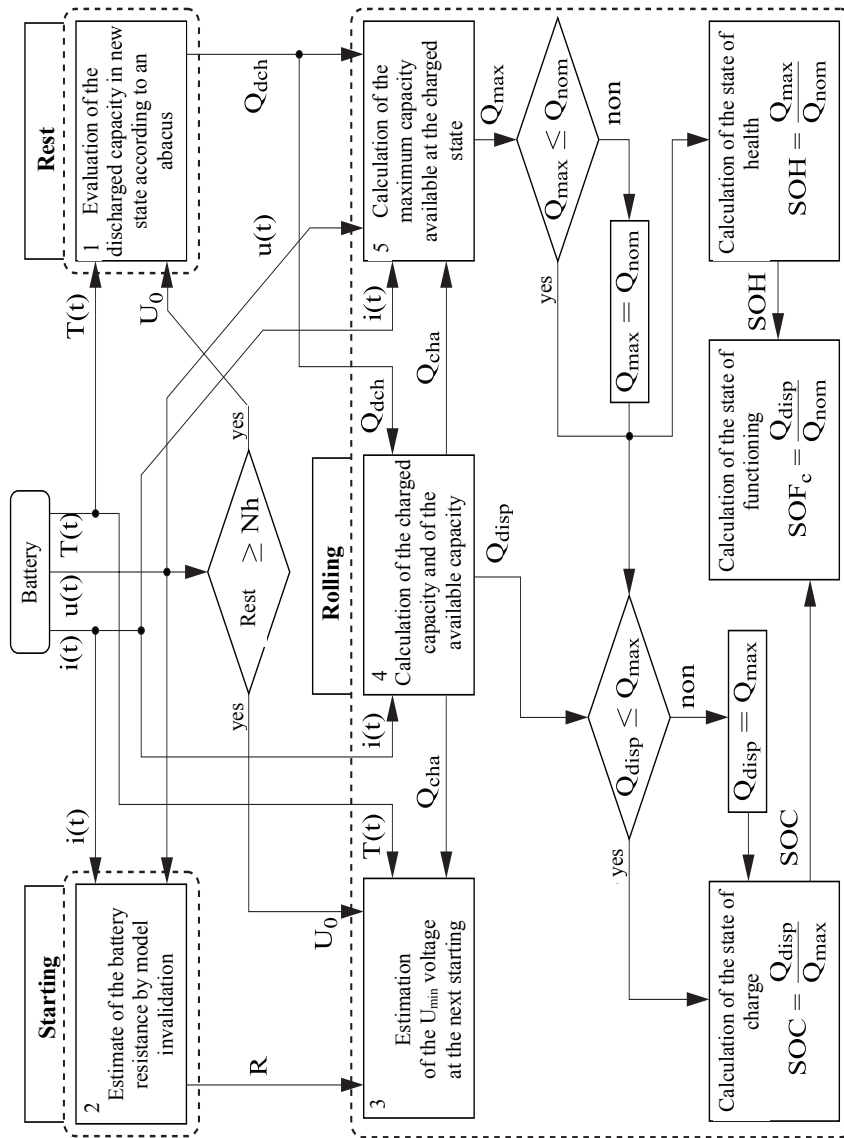 Battery
i(t)
u(t)
T(t)
Starting
Rest
i(t)
T(t)
2
Estimate of the battery
resistance by model
invalidation
1
Evaluation of the
discharged capacity in new
state according to an
abacus
Rest ≥ Nh
yes
yes
U₀
Q_dch
R
U₀
u(t)
T(t)
i(t)
Rolling
Q_dch
i(t)
3
Estimation
of the U_min voltage
at the next starting
Q_cha
4
Calculation of the charged
capacity and of the
available capacity
Q_cha
5
Calculation of the
maximum capacity
available at the charged
state
Q_disp
Q_max
Q_max ≤ Q_nom
yes
non
Q_max = Q_nom
Q_disp ≤ Q_max
yes
non
Q_disp = Q_max
Calculation of the state of
charge
SOC = Q_disp / Q_max
SOC
Calculation of the state of
functioning
SOF_c = Q_disp / Q_nom
SOH
Calculation of the state of
health
SOH = Q_max / Q_nom